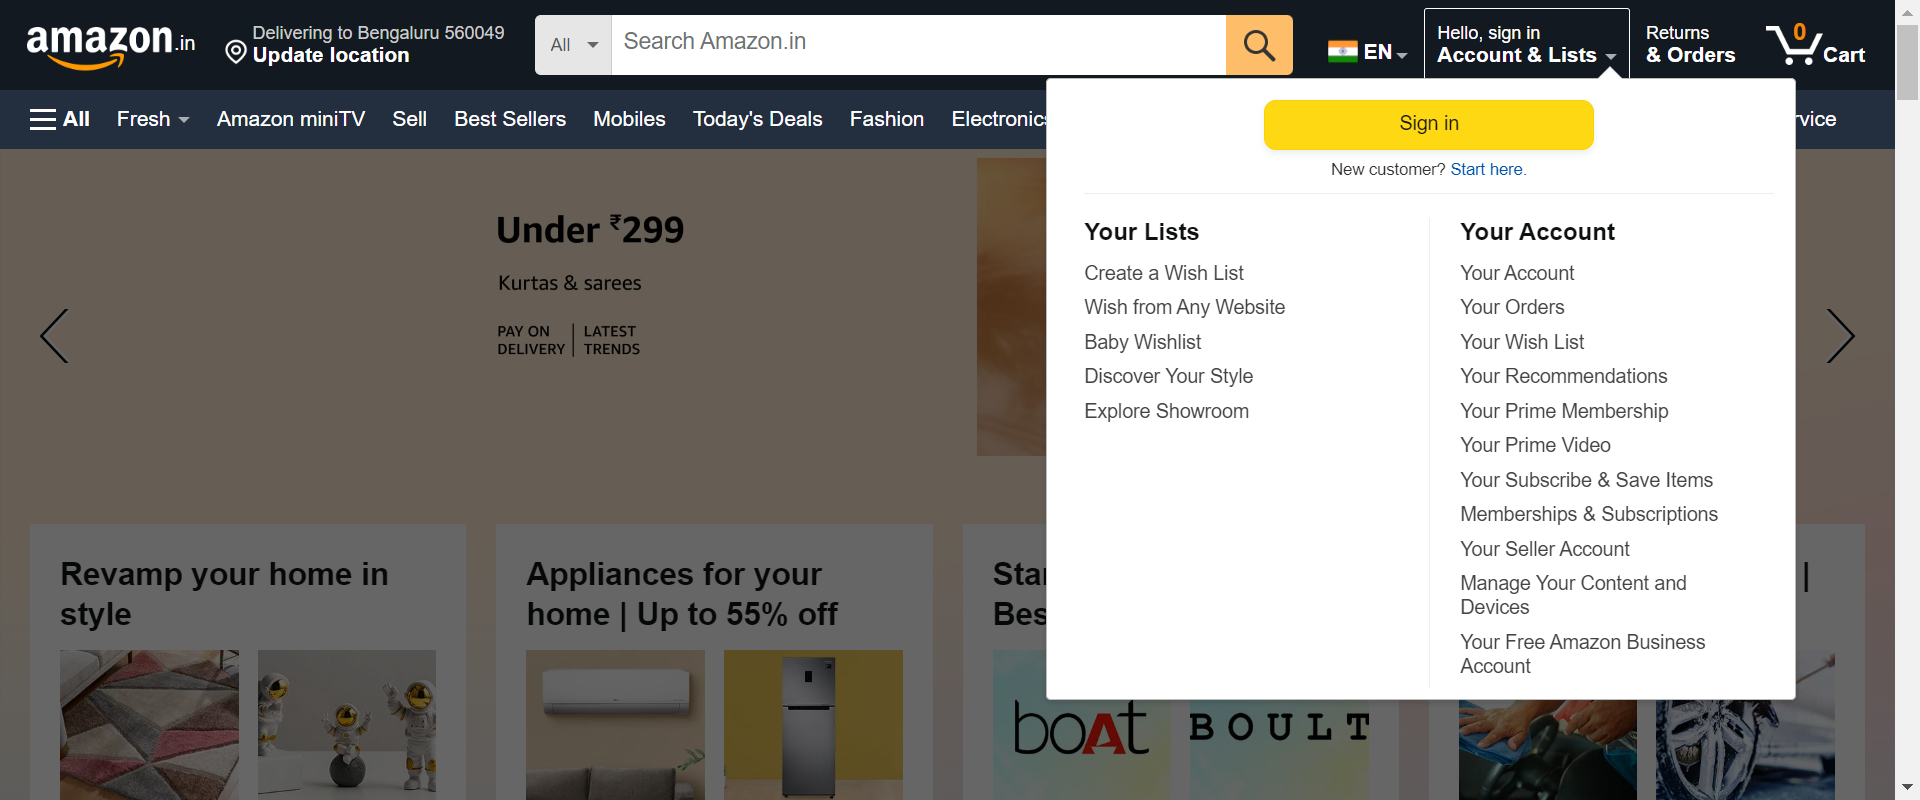 amazon.in
Delivering to Bengaluru 560049
Update location
All
Search Amazon.in
EN
Hello, sign in
Account & Lists
Returns
& Orders
0
Cart
All
Fresh
Amazon miniTV
Sell
Best Sellers
Mobiles
Today's Deals
Fashion
Electronics
rvice
Sign in
New customer? Start here.
Your Lists
Create a Wish List
Wish from Any Website
Baby Wishlist
Discover Your Style
Explore Showroom
Your Account
Your Account
Your Orders
Your Wish List
Your Recommendations
Your Prime Membership
Your Prime Video
Your Subscribe & Save Items
Memberships & Subscriptions
Your Seller Account
Manage Your Content and
Devices
Your Free Amazon Business
Account
Under ₹299
Kurtas & sarees
PAY ON
DELIVERY
LATEST
TRENDS
Revamp your home in
style
Appliances for your
home | Up to 55% off
Sta
Bes
|
boAt
BOULT